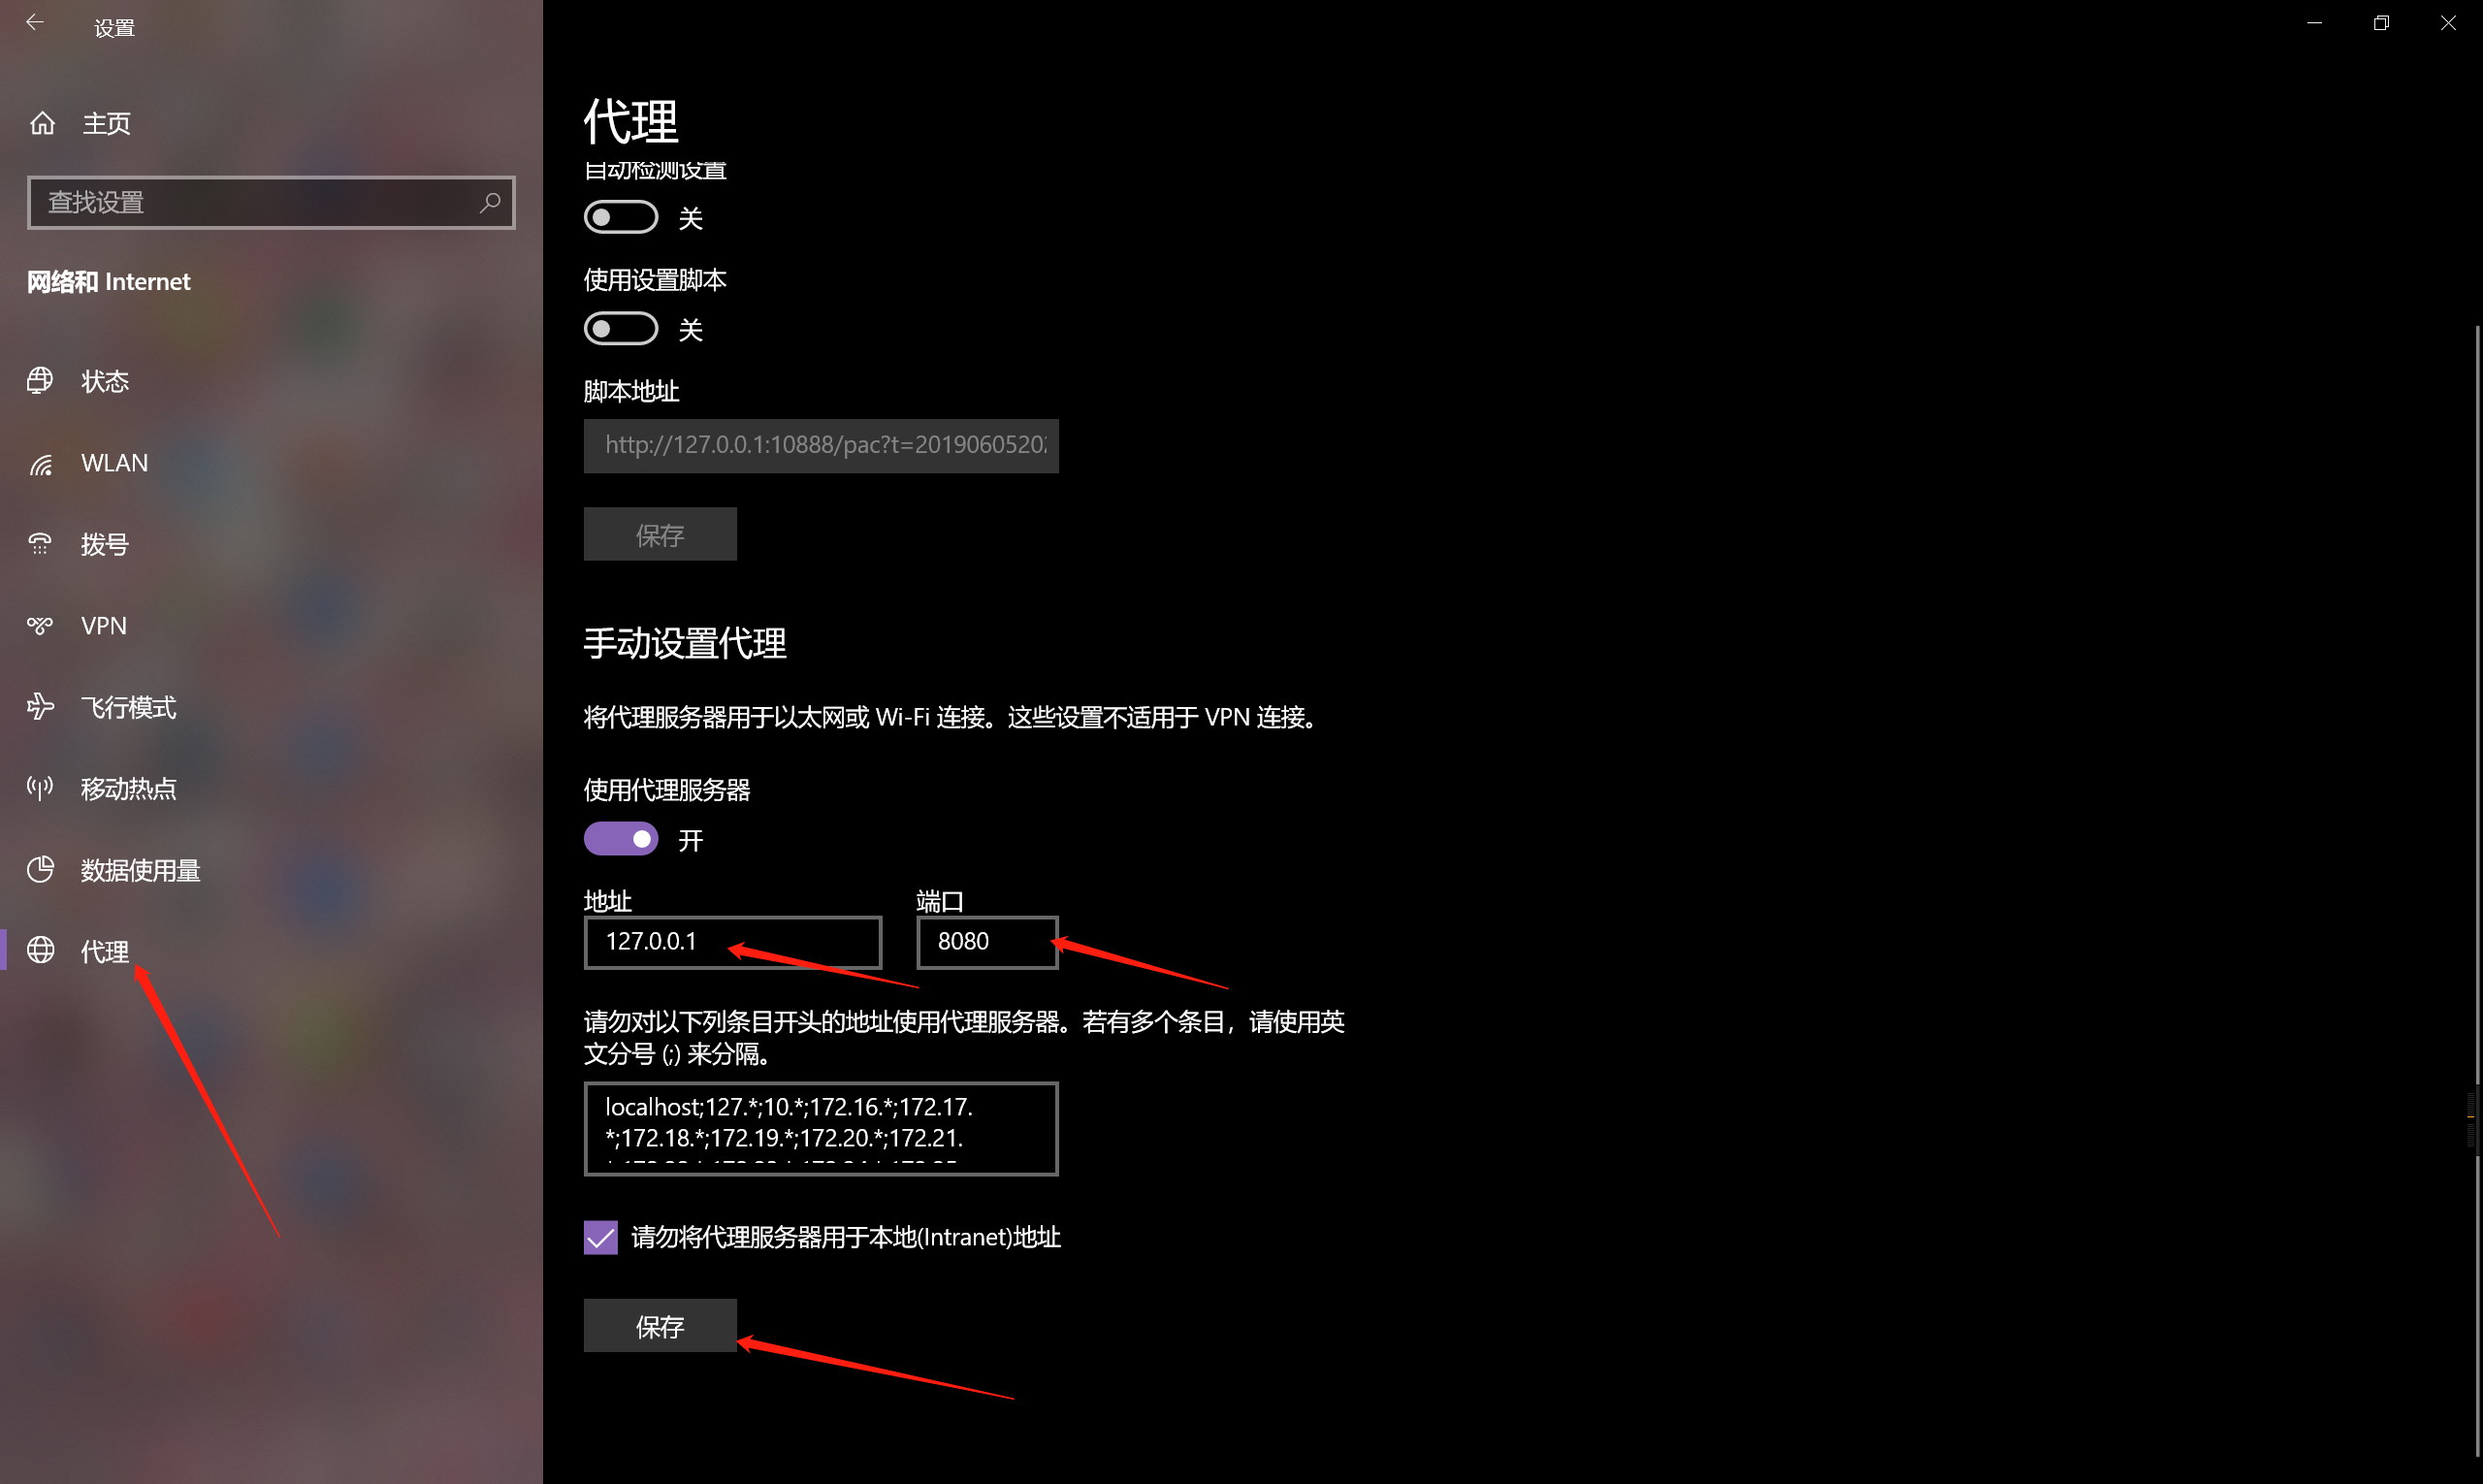 设置
主页
查找设置
网络和 Internet
状态
WLAN
拨号
VPN
飞行模式
移动热点
数据使用量
代理
代理
自动检测设置
关
使用设置脚本
关
脚本地址
http://127.0.0.1:10888/pac?t=20190605202
保存
手动设置代理
将代理服务器用于以太网或 Wi-Fi 连接。这些设置不适用于 VPN 连接。
使用代理服务器
开
地址 端口
127.0.0.1 8080
请勿对以下列条目开头的地址使用代理服务器。若有多个条目，请使用英
文分号 (;) 来分隔。
localhost;127.*;10.*;172.16.*;172.17.
*;172.18.*;172.19.*;172.20.*;172.21.
请勿将代理服务器用于本地(Intranet)地址
保存